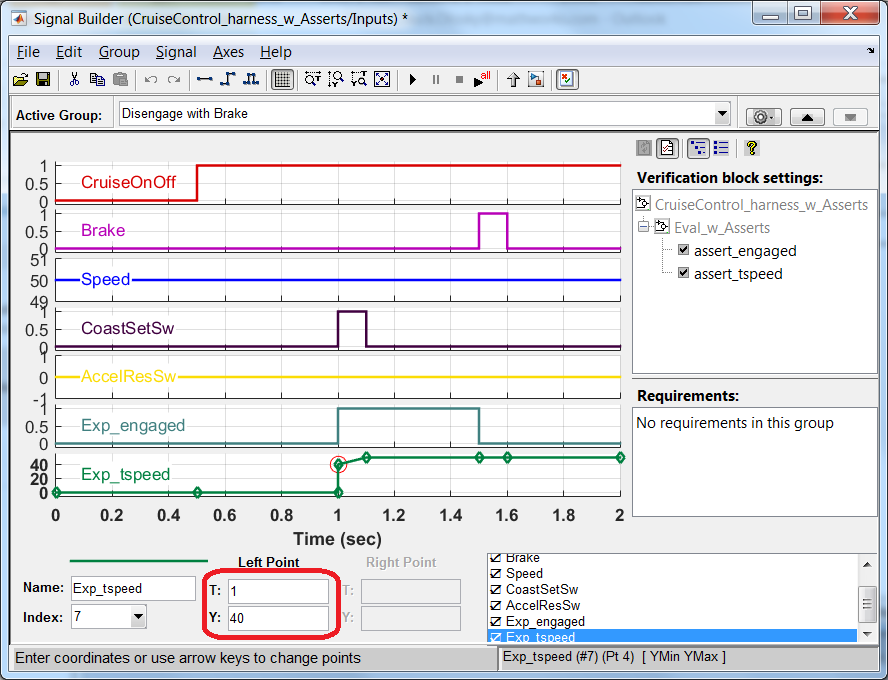 Signal Builder (CruiseControl_harness_w_Asserts/Inputs) *
File Edit Group Signal Axes Help
all
Active Group: Disengage with Brake
1
0.5
0
CruiseOnOff
1
0.5
0
Brake
51
50
49
Speed
1
0.5
0
CoastSetSw
1
0
-1
AccelResSw
1
0.5
0
Exp_engaged
40
20
0
Exp_tspeed
0 0.2 0.4 0.6 0.8 1 1.2 1.4 1.6 1.8 2
Time (sec)
Verification block settings:
CruiseControl_harness_w_Asserts
Eval_w_Asserts
assert_engaged
assert_tspeed
Requirements:
No requirements in this group
Left Point Right Point
Name: Exp_tspeed T: 1 T:
Index: 7 Y: 40 Y:
Brake
Speed
CoastSetSw
AccelResSw
Exp_engaged
Exp_tspeed
Enter coordinates or use arrow keys to change points
Exp_tspeed (#7) (Pt 4) [ YMin YMax ]